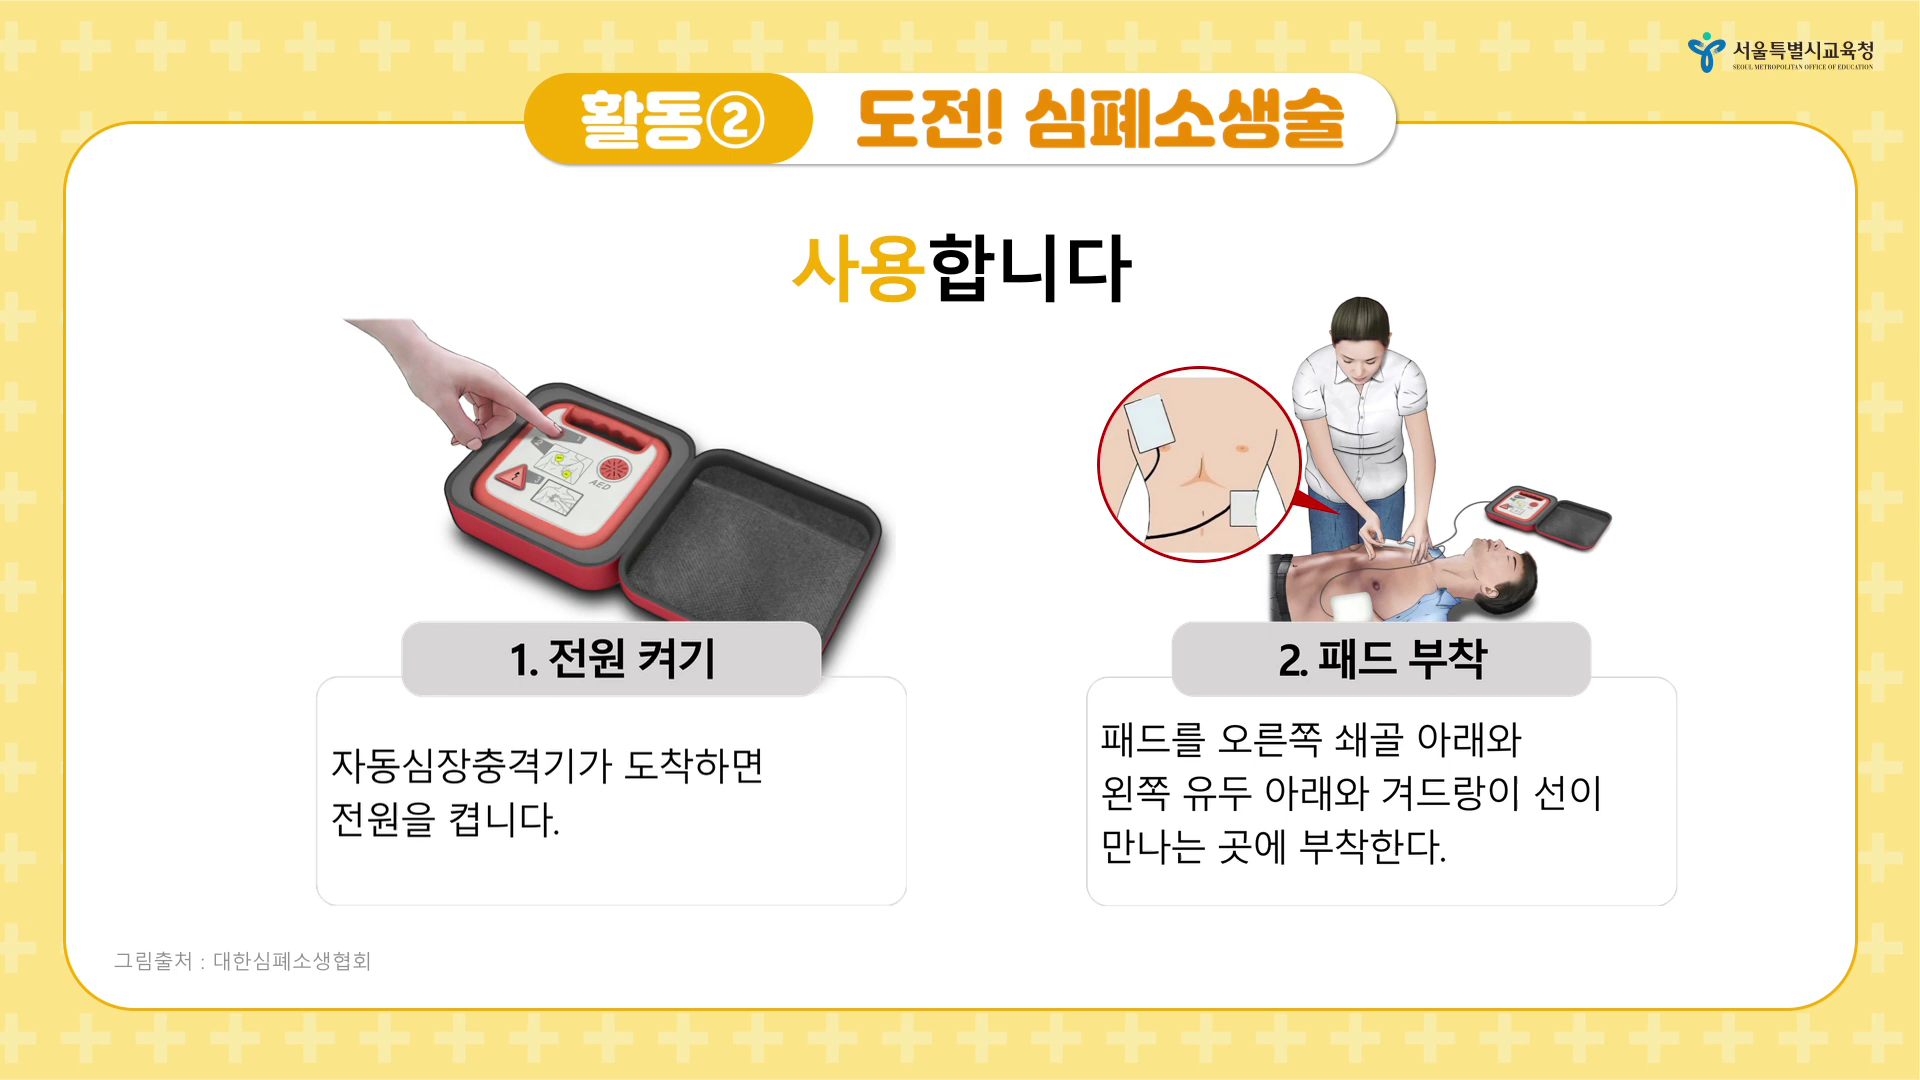 서울특별시교육청
SEOUL METROPOLITAN OFFICE OF EDUCATION
활동② 도전! 심폐소생술
사용합니다
1
2
3
AED
1. 전원 켜기
자동심장충격기가 도착하면
전원을 켭니다.
2. 패드 부착
패드를 오른쪽 쇄골 아래와
왼쪽 유두 아래와 겨드랑이 선이
만나는 곳에 부착한다.
그림출처 : 대한심폐소생협회